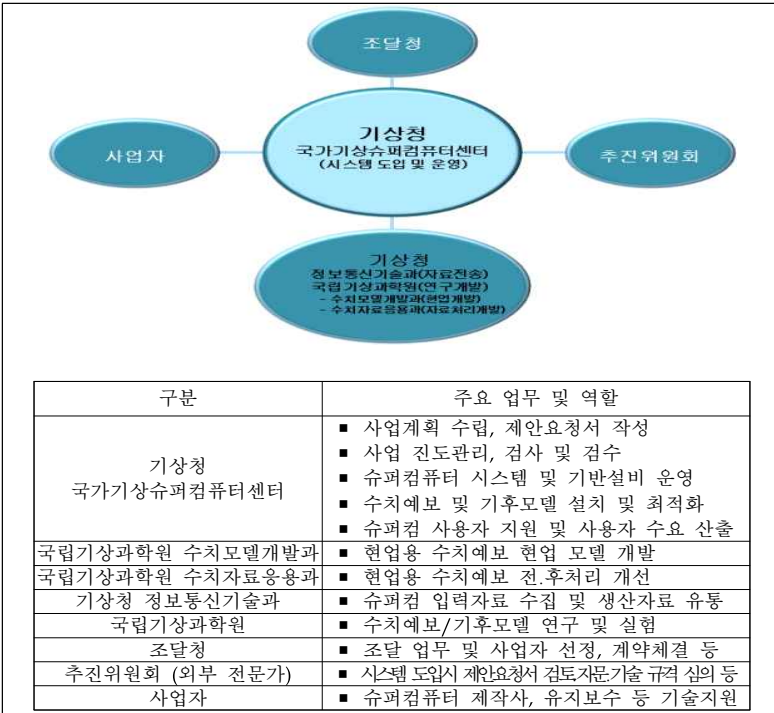 조달청
기상청
국가기상슈퍼컴퓨터센터
(시스템 도입 및 운영)
사업자
추진위원회
기상청
정보통신기술과(자료전송)
국립기상과학원(연구개발)
- 수치모델개발과(현업개발)
- 수치자료응용과(자료처리개발)
구분 주요 업무 및 역할
기상청
국가기상슈퍼컴퓨터센터
▪ 사업계획 수립, 제안요청서 작성
▪ 사업 진도관리, 검사 및 검수
▪ 슈퍼컴퓨터 시스템 및 기반설비 운영
▪ 수치예보 및 기후모델 설치 및 최적화
▪ 슈퍼컴 사용자 지원 및 사용자 수요 산출
국립기상과학원 수치모델개발과 ▪ 현업용 수치예보 현업 모델 개발
국립기상과학원 수치자료응용과 ▪ 현업용 수치예보 전.후처리 개선
기상청 정보통신기술과 ▪ 슈퍼컴 입력자료 수집 및 생산자료 유통
국립기상과학원 ▪ 수치예보/기후모델 연구 및 실험
조달청 ▪ 조달 업무 및 사업자 선정, 계약체결 등
추진위원회 (외부 전문가) ▪ 시스템 도입시 제안요청서 검토자문.기술 규격 심의 등
사업자 ▪ 슈퍼컴퓨터 제작사, 유지보수 등 기술지원